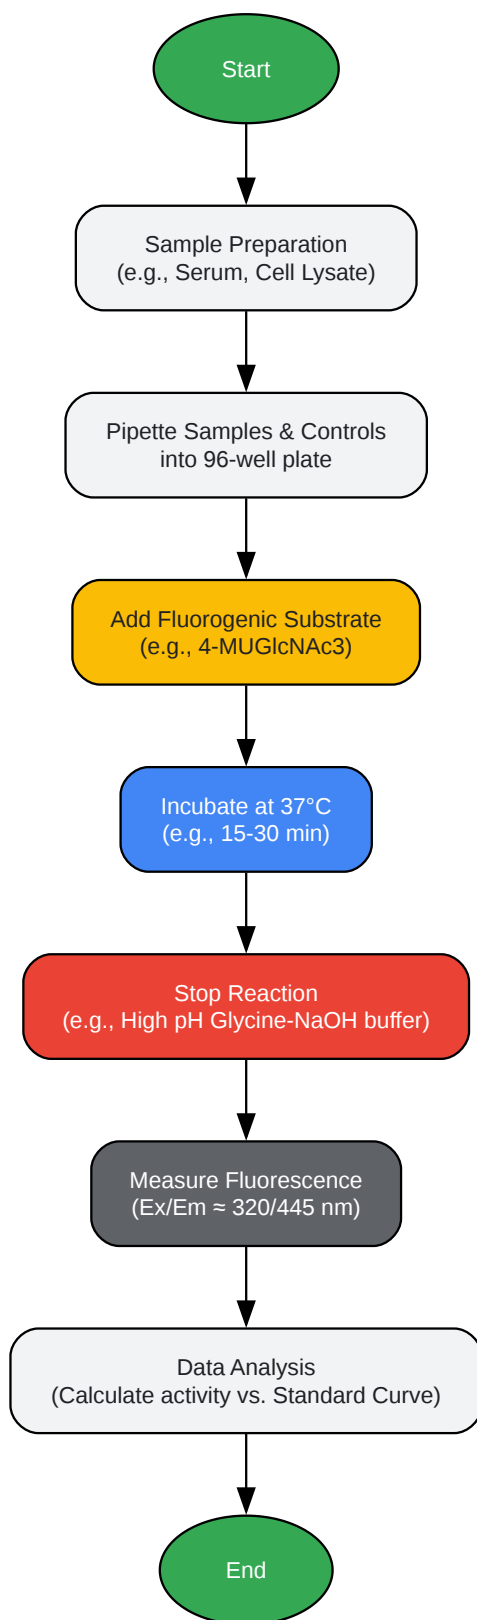 Start
Sample Preparation
(e.g., Serum, Cell Lysate)
Pipette Samples & Controls
into 96-well plate
Add Fluorogenic Substrate
(e.g., 4-MUGlcNAc3)
Incubate at 37°C
(e.g., 15-30 min)
Stop Reaction
(e.g., High pH Glycine-NaOH buffer)
Measure Fluorescence
(Ex/Em ≈ 320/445 nm)
Data Analysis
(Calculate activity vs. Standard Curve)
End